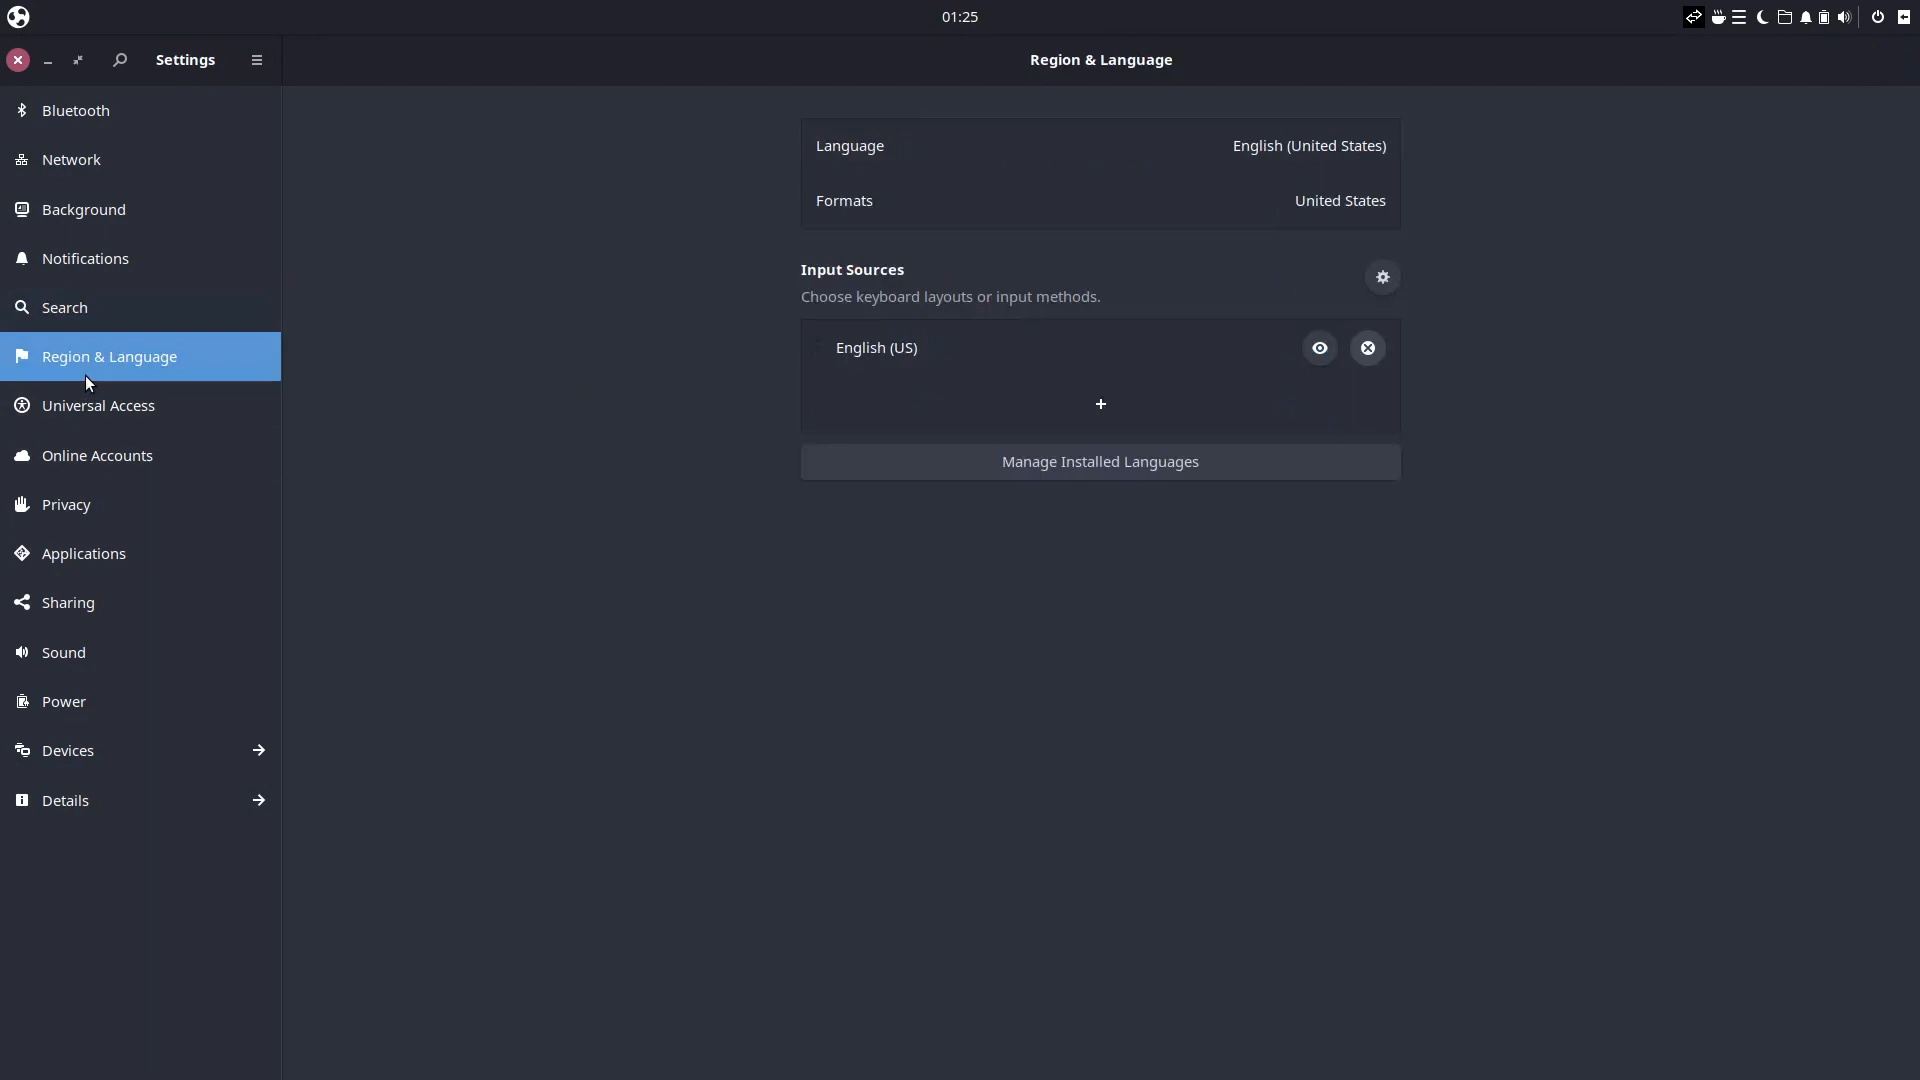 01:25
Settings
Region & Language
Bluetooth
Network
Background
Notifications
Search
Region & Language
Universal Access
Online Accounts
Privacy
Applications
Sharing
Sound
Power
Devices
Details
Language English (United States)
Formats United States
Input Sources
Choose keyboard layouts or input methods.
English (US)
Manage Installed Languages